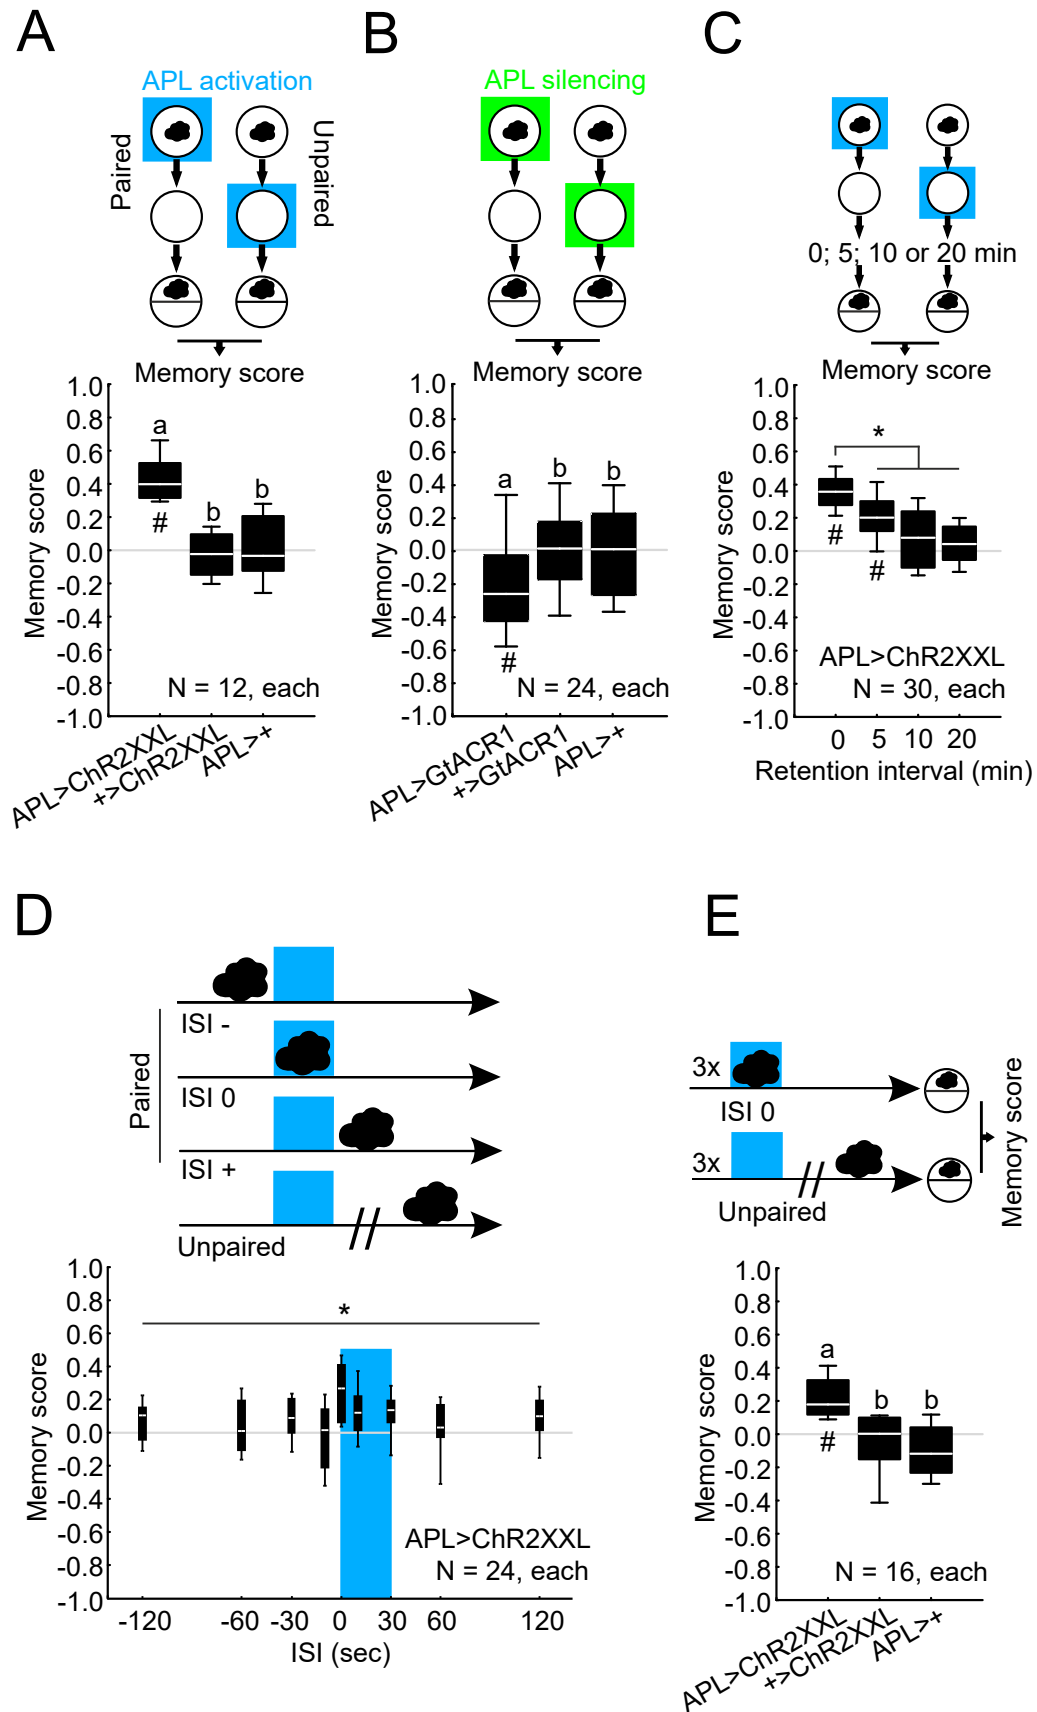 A
APL activation
Paired
Unpaired
Memory score
1.0
0.8
0.6
0.4
0.2
0.0
-0.2
-0.4
-0.6
-0.8
-1.0
Memory score
a
b
b
#
N = 12, each
APL>ChR2XXL
+>ChR2XXL
APL>+
B
APL silencing
Memory score
1.0
0.8
0.6
0.4
0.2
0.0
-0.2
-0.4
-0.6
-0.8
-1.0
Memory score
a
b
b
#
N = 24, each
APL>GtACR1
+>GtACR1
APL>+
C
0; 5; 10 or 20 min
Memory score
1.0
0.8
0.6
0.4
0.2
0.0
-0.2
-0.4
-0.6
-0.8
-1.0
Memory score
*
#
#
APL>ChR2XXL
N = 30, each
0 5 10 20
Retention interval (min)
D
Paired
ISI -
ISI 0
ISI +
Unpaired
1.0
0.8
0.6
0.4
0.2
0.0
-0.2
-0.4
-0.6
-0.8
-1.0
Memory score
*
APL>ChR2XXL
N = 24, each
-120 -60 -30 0 30 60 120
ISI (sec)
E
3x
ISI 0
3x
Unpaired
Memory score
1.0
0.8
0.6
0.4
0.2
0.0
-0.2
-0.4
-0.6
-0.8
-1.0
Memory score
a
b
b
#
N = 16, each
APL>ChR2XXL
+>ChR2XXL
APL>+